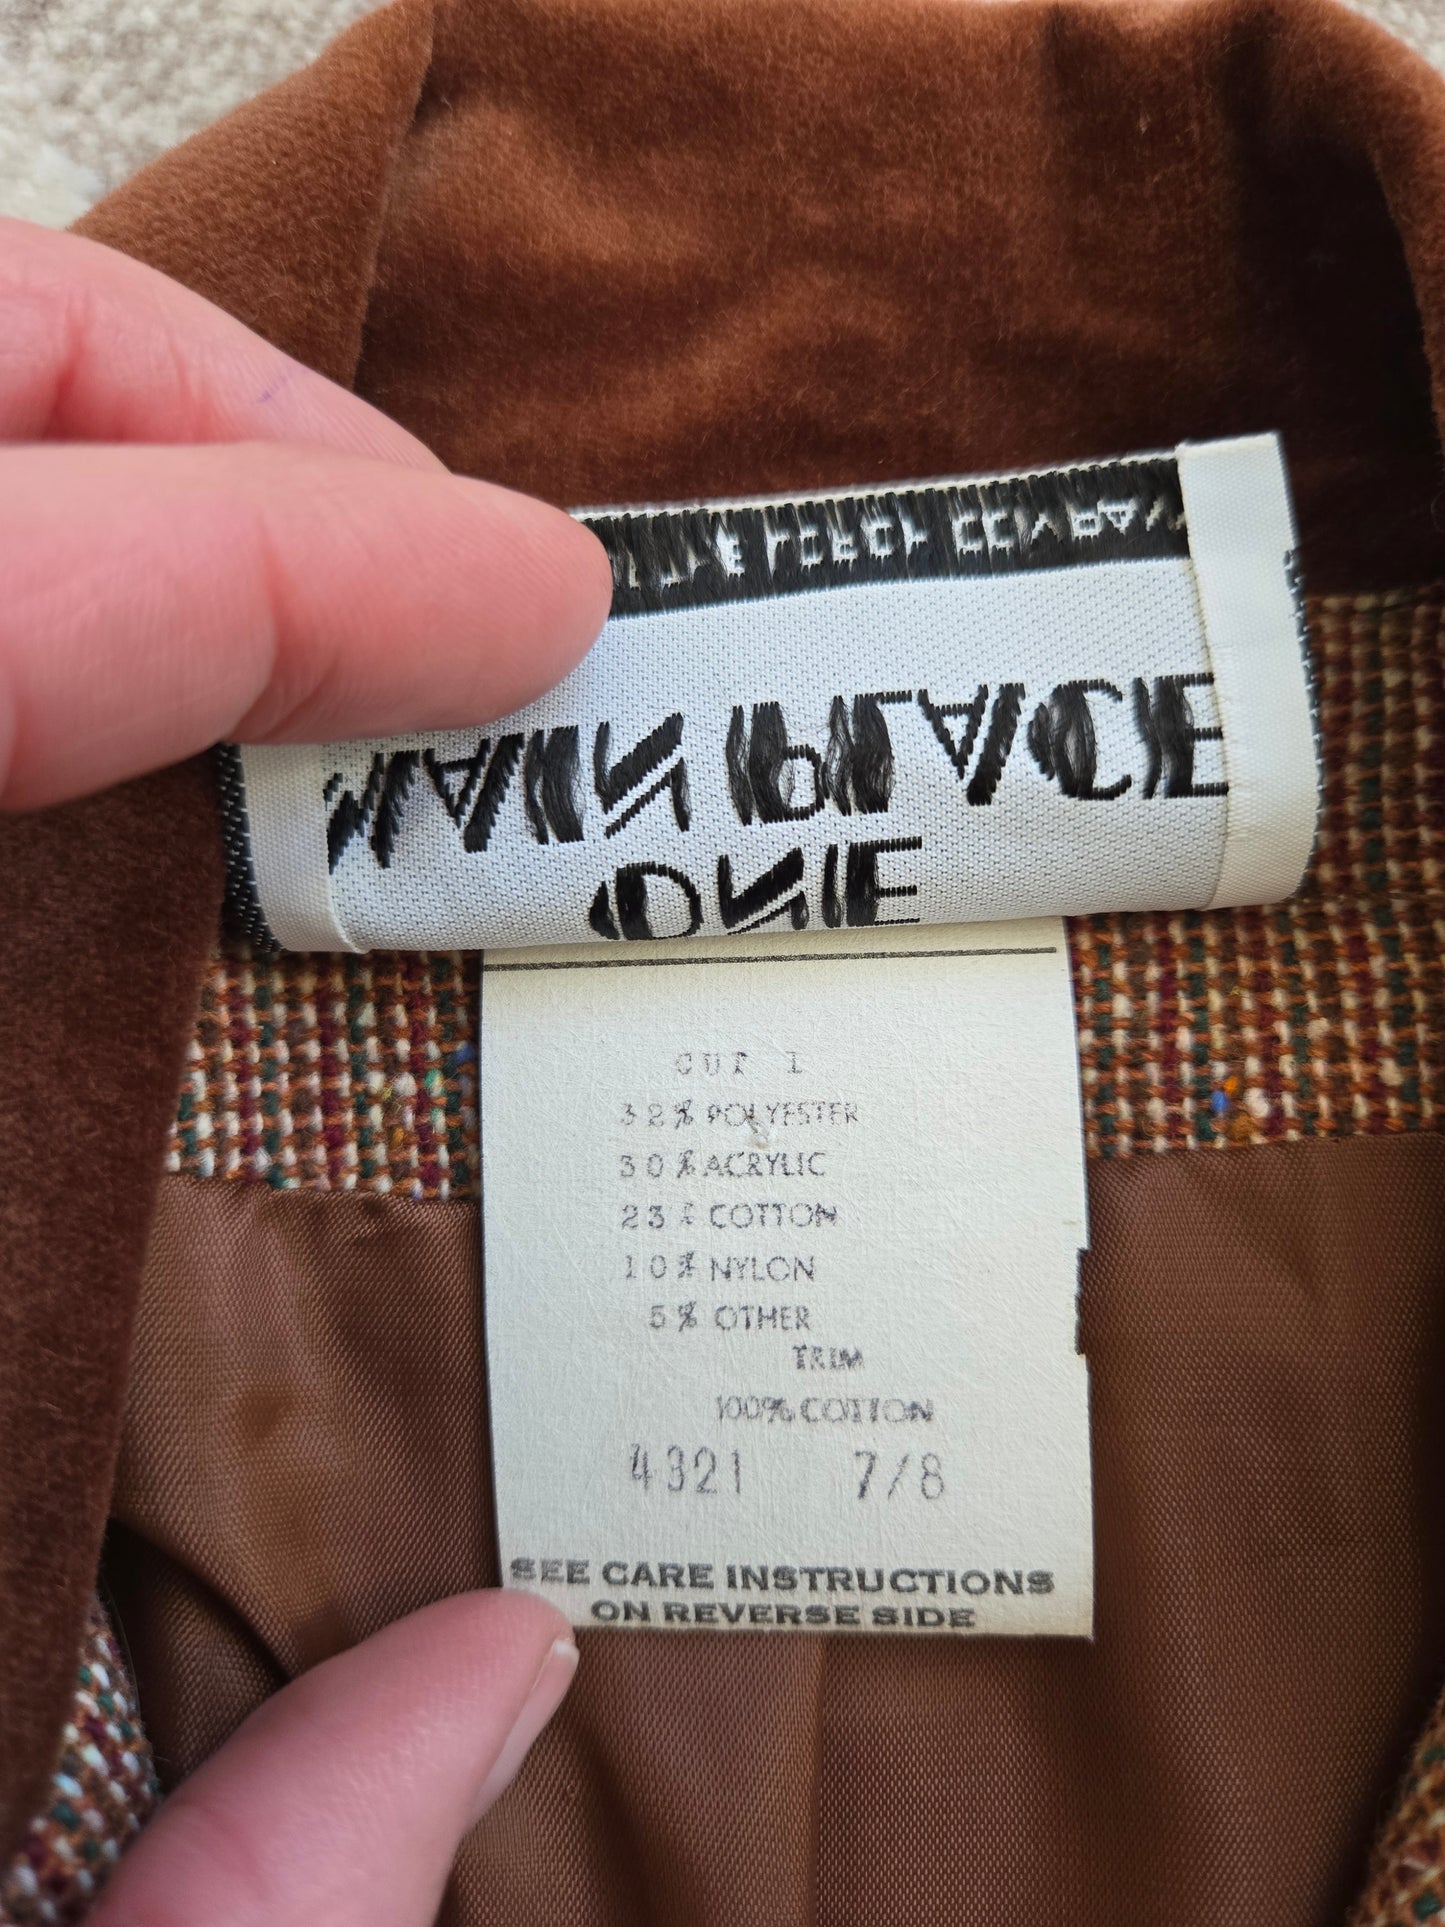 ONE
MAIN PLACE
CUT 1
32% POLYESTER
30% ACRYLIC
23% COTTON
10% NYLON
5% OTHER
TRIM
100% COTTON
4321 7/8
SEE CARE INSTRUCTIONS
ON REVERSE SIDE